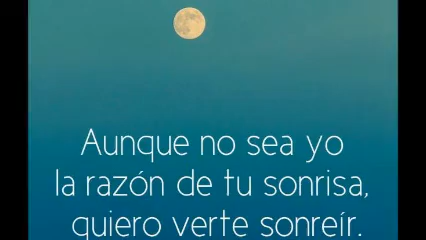 Aunque no sea yo
la razón de tu sonrisa,
quiero verte sonreír.